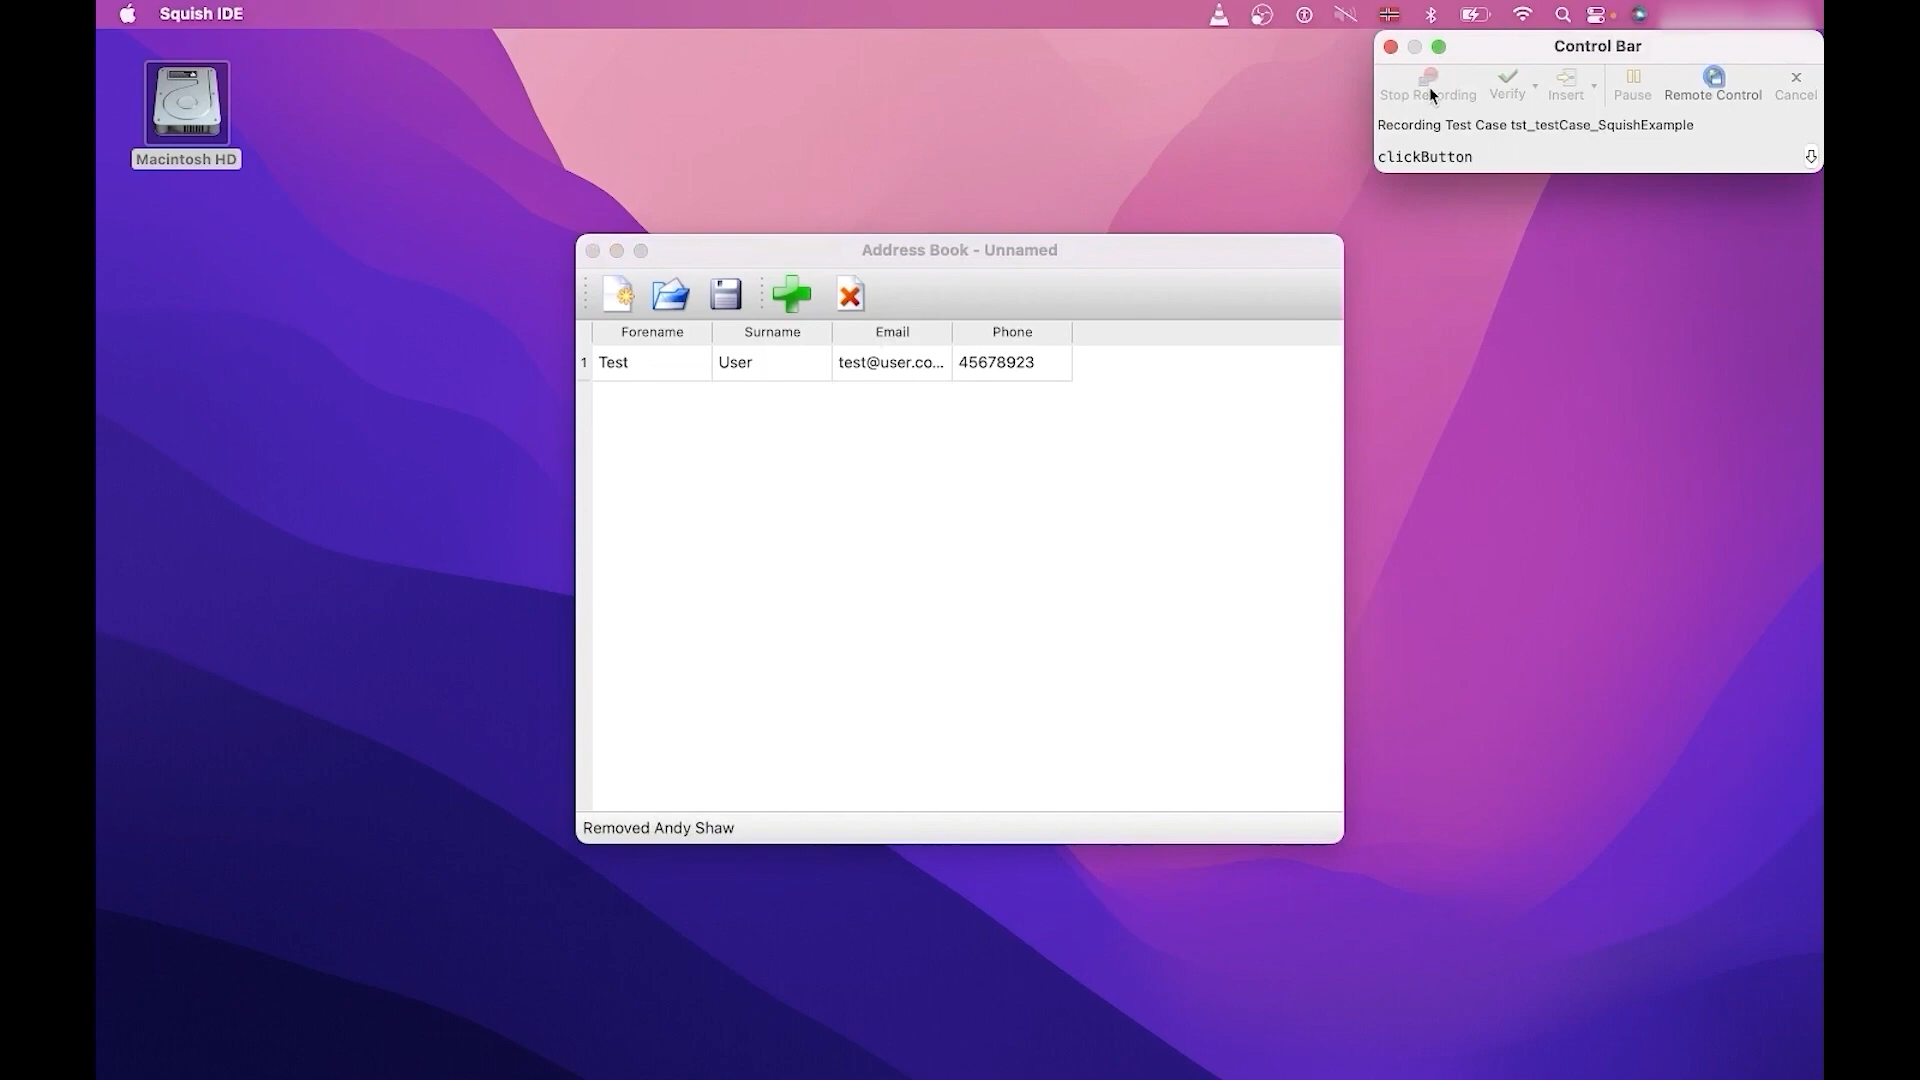 Squish IDE
Macintosh HD
Control Bar
Stop Recording Verify Insert Pause Remote Control Cancel
Recording Test Case tst_testCase_SquishExample
clickButton
Address Book - Unnamed
Forename Surname Email Phone
1 Test User test@user.co... 45678923
Removed Andy Shaw